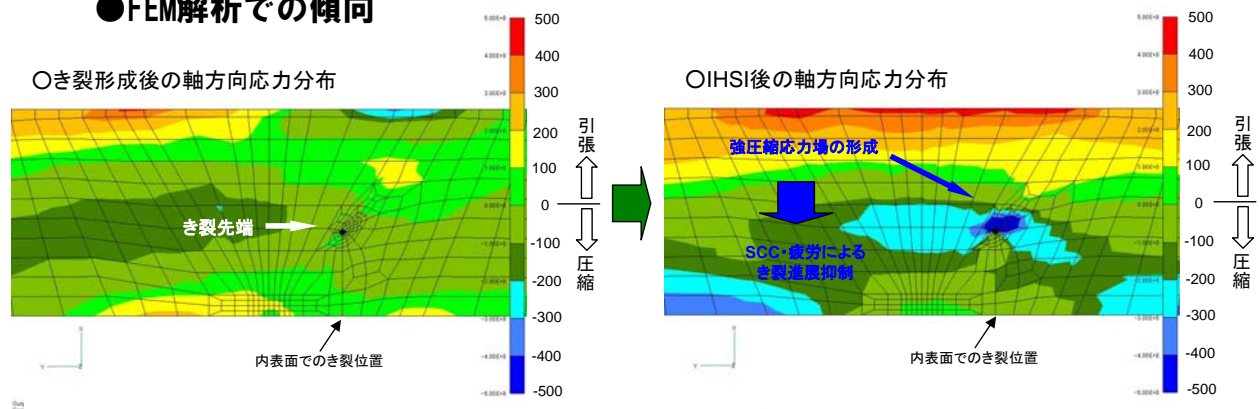 ●FEM解析での傾向
○き裂形成後の軸方向応力分布
500
400
300
200
100
0
-100
-200
-300
-400
-500
引張
圧縮
き裂先端
内表面でのき裂位置
○IHSI後の軸方向応力分布
500
400
300
200
100
0
-100
-200
-300
-400
-500
引張
圧縮
強圧縮応力場の形成
SCC・疲労による
き裂進展抑制
内表面でのき裂位置